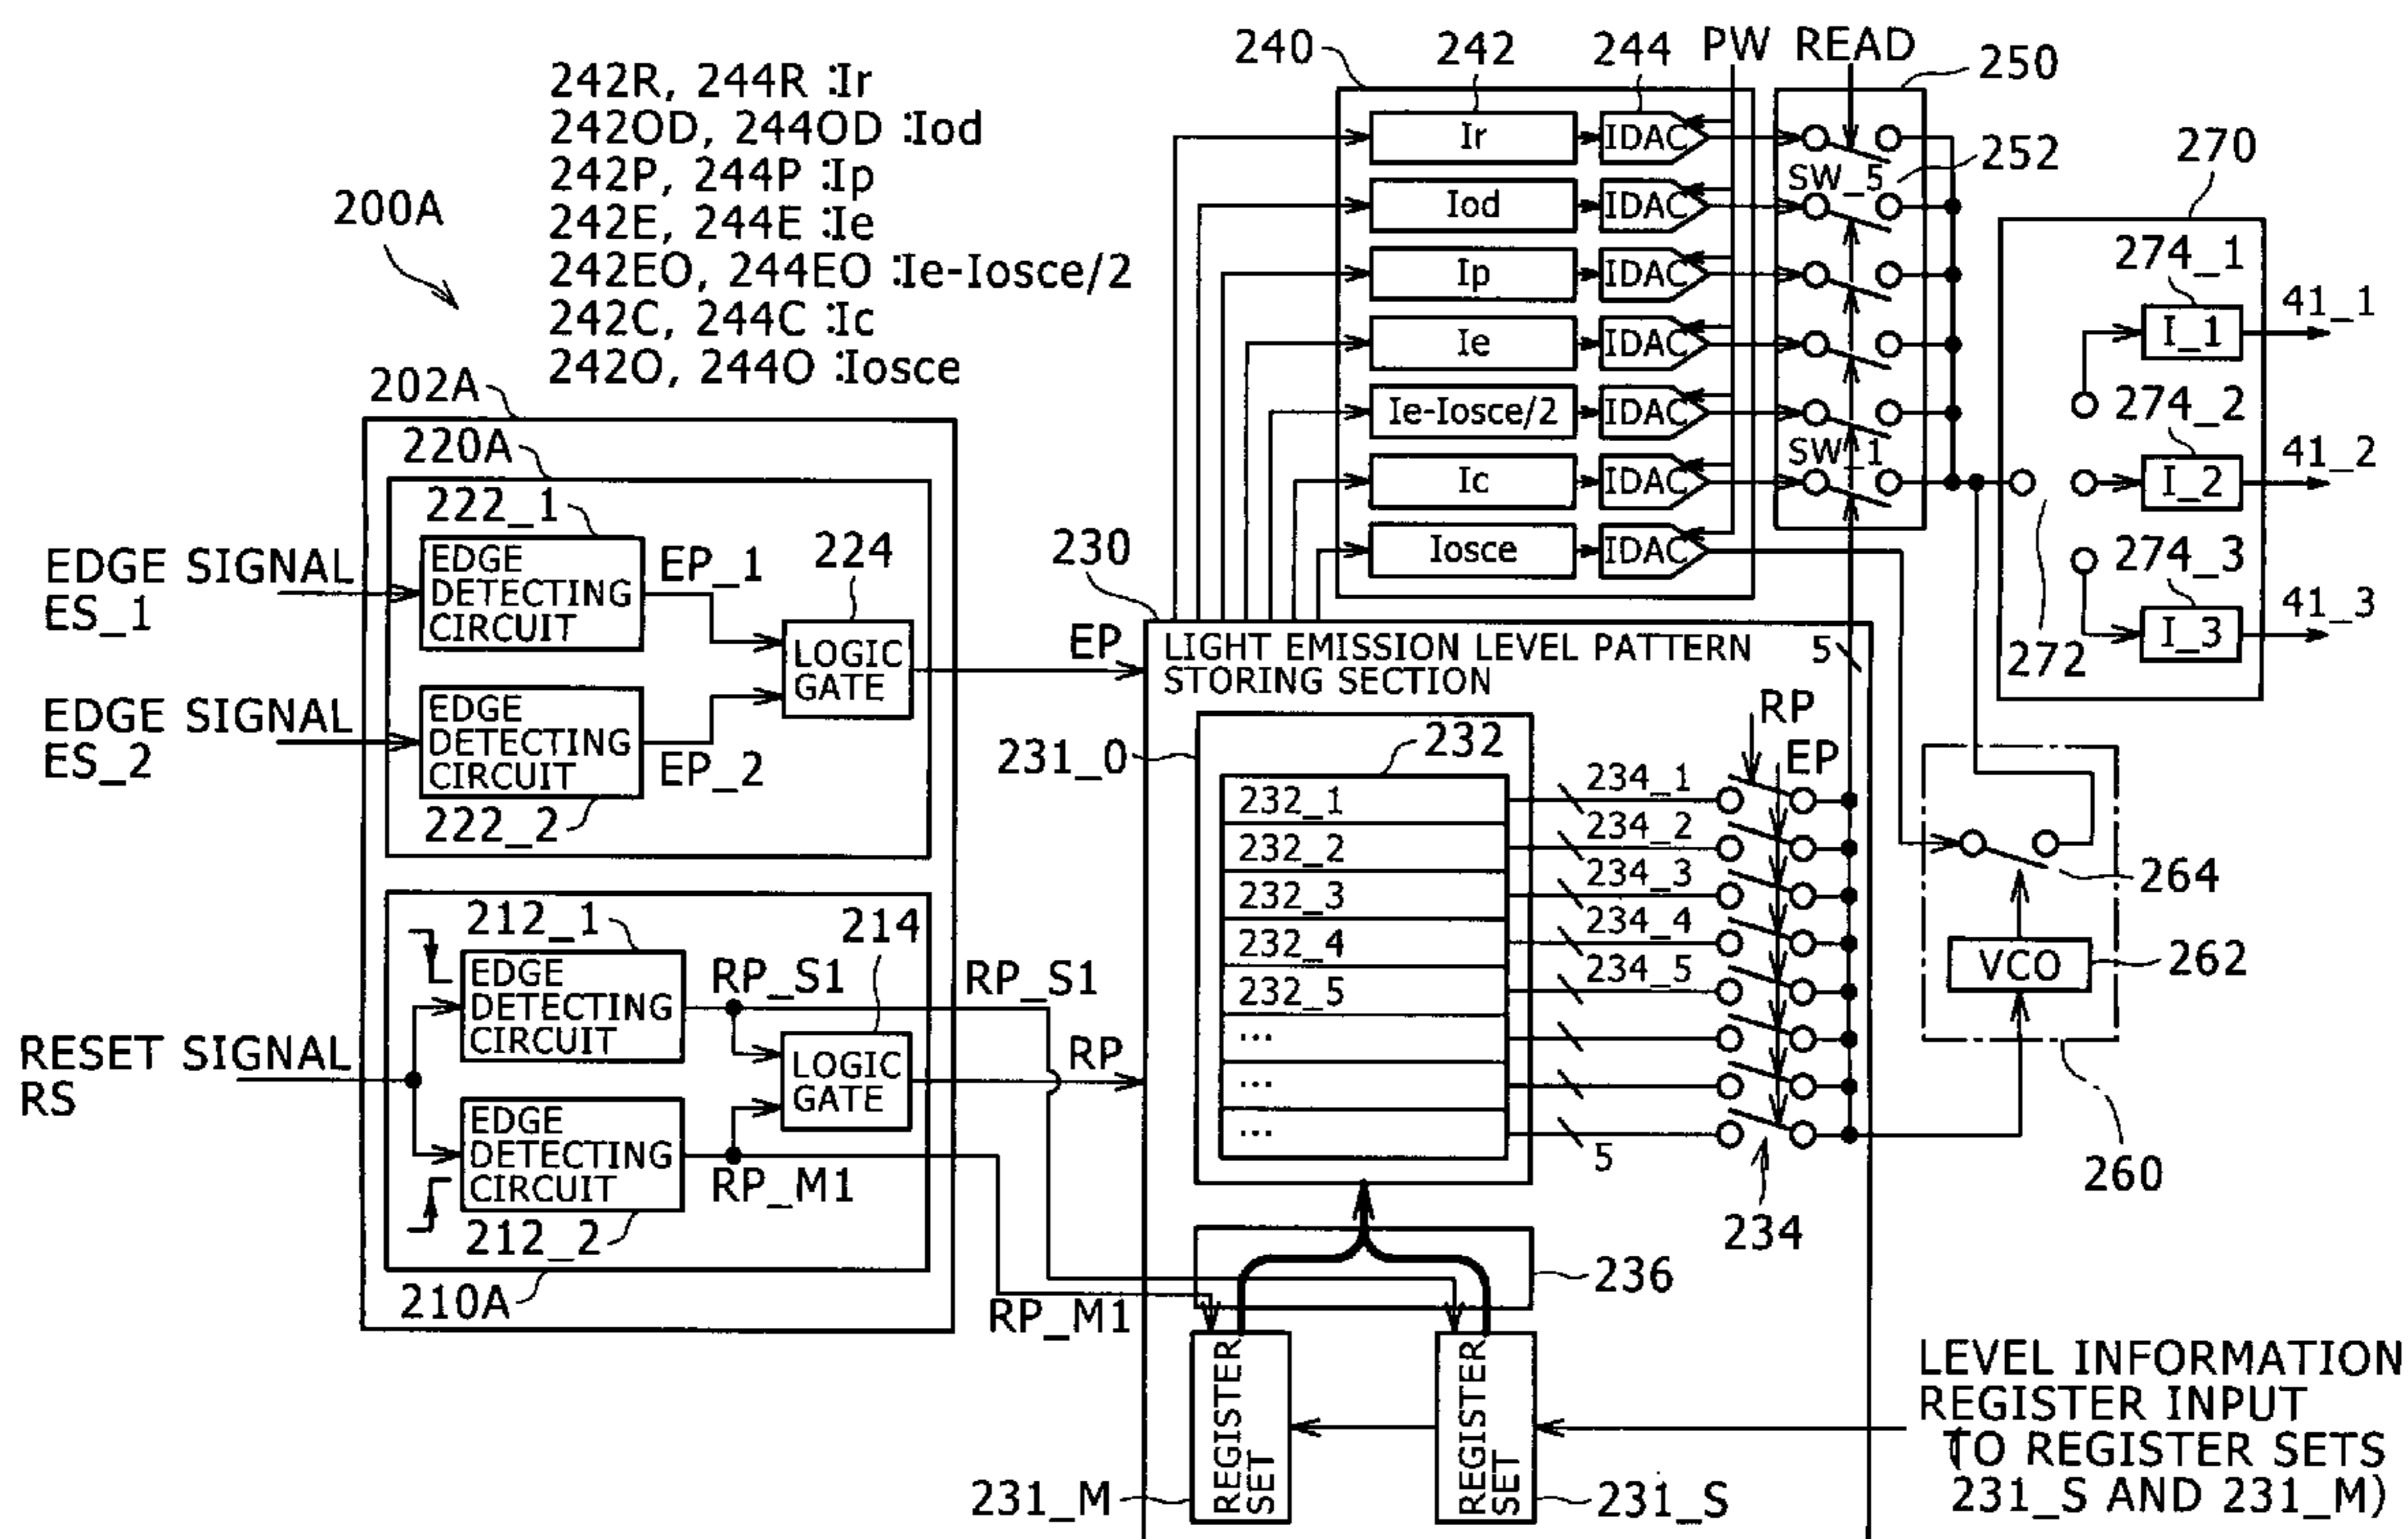 240
242
244
PW READ
250
242R, 244R :Ir
242OD, 244OD :Iod
242P, 244P :Ip
242E, 244E :Ie
242EO, 244EO :Ie-Iosce/2
242C, 244C :Ic
242O, 244O :Iosce
200A
Ir
IDAC
Iod
IDAC
Ip
IDAC
Ie
IDAC
Ie-Iosce/2
IDAC
Ic
IDAC
Iosce
IDAC
SW_5
252
SW_1
270
274_1
I_1
41_1
274_2
I_2
41_2
274_3
I_3
41_3
272
202A
220A
222_1
EDGE SIGNAL
ES_1
EDGE
DETECTING
CIRCUIT
EP_1
224
LOGIC
GATE
EP
EDGE SIGNAL
ES_2
EDGE
DETECTING
CIRCUIT
EP_2
222_2
230
LIGHT EMISSION LEVEL PATTERN
STORING SECTION
5
231_0
232
RP
EP
232_1
234_1
232_2
234_2
232_3
234_3
232_4
234_4
232_5
234_5
...
...
...
5
234
264
VCO
262
260
212_1
214
EDGE
DETECTING
CIRCUIT
RP_S1
RP_S1
RESET SIGNAL
RS
LOGIC
GATE
RP
EDGE
DETECTING
CIRCUIT
RP_M1
212_2
210A
RP_M1
236
REGISTER
SET
231_M
REGISTER
SET
231_S
LEVEL INFORMATION
REGISTER INPUT
(TO REGISTER SETS
231_S AND 231_M)